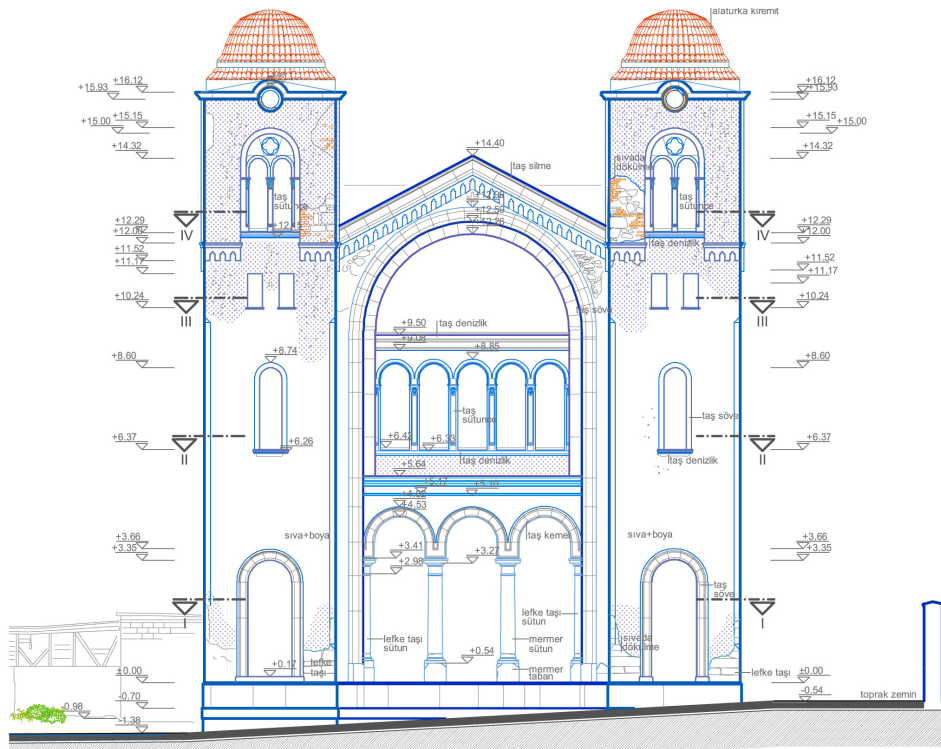 alaturka kiremit
+16.12
+15.93
+16.12
+15.93
+15.15
+15.00
+15.15
+15.00
+14.32
+14.32
+14.40
taş silme
sıvada
dökülme
taş
sütunce
taş
sütunce
+12.59
+12.26
+12.29
+12.00
+12.29
+12.00
IV
IV
taş denizlik
+11.52
+11.17
+11.52
+11.17
+10.24
+10.24
III
III
taş söve
+9.50
taş denizlik
+9.08
+8.85
+8.74
+8.60
+8.60
taş
sütunce
taş söve
+6.42
+6.33
+6.26
+6.37
+6.37
II
II
taş denizlik
taş denizlik
+5.64
+5.17
+5.10
+4.53
sıva+boya
taş kemer
sıva+boya
+3.66
+3.35
+3.41
+3.27
+2.98
+3.66
+3.35
taş
söve
I
I
lefke taşı
sütun
lefke taşı
sütun
mermer
sütun
sıvada
dökülme
+0.17
lefke
taşı
+0.54
mermer
taban
lefke taşı
±0.00
±0.00
-0.54
toprak zemin
-0.70
-0.98
-1.38